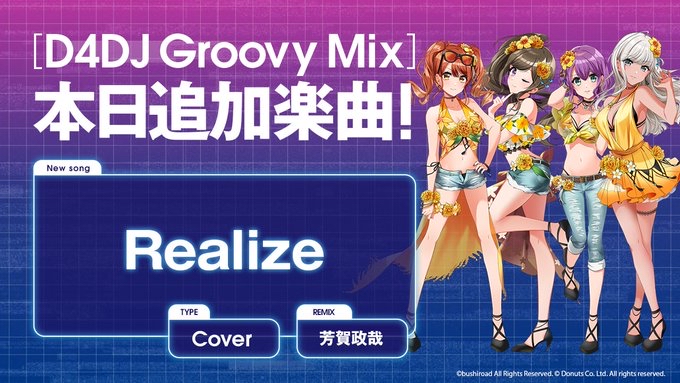 [D4DJ Groovy Mix]
本日追加楽曲!
New song
Realize
TYPE
Cover
REMIX
芳賀政哉
©bushiroad All Rights Reserved. © Donuts Co. Ltd. All rights reserved.